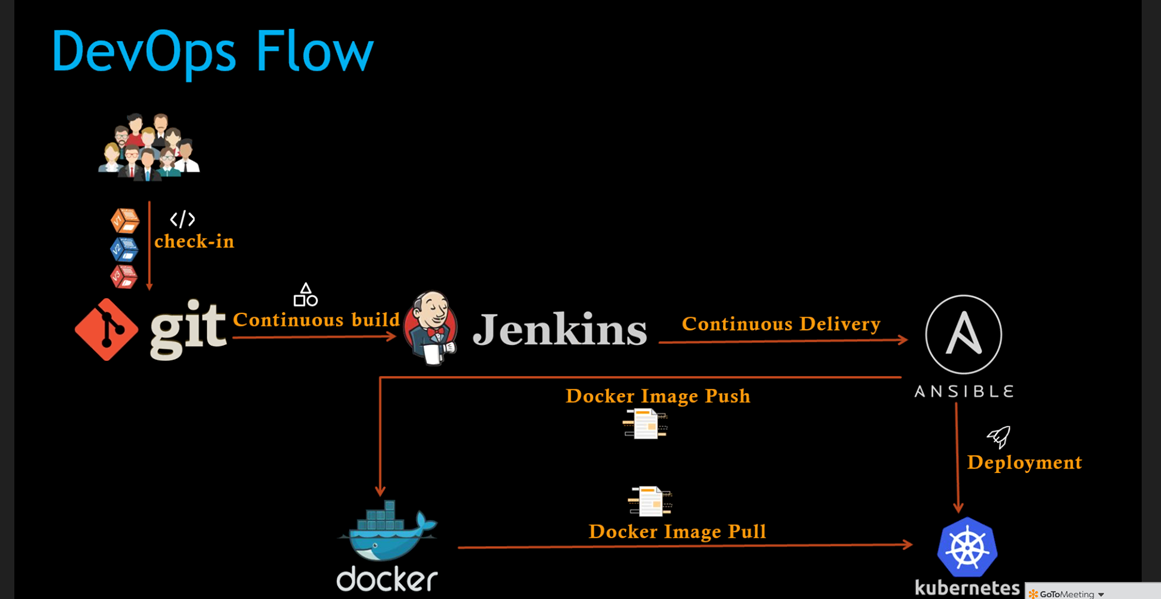 DevOps Flow
</>
check-in
git
Continuous build
Jenkins
Continuous Delivery
ANSIBLE
Docker Image Push
Deployment
Docker Image Pull
docker
kubernetes
GoToMeeting